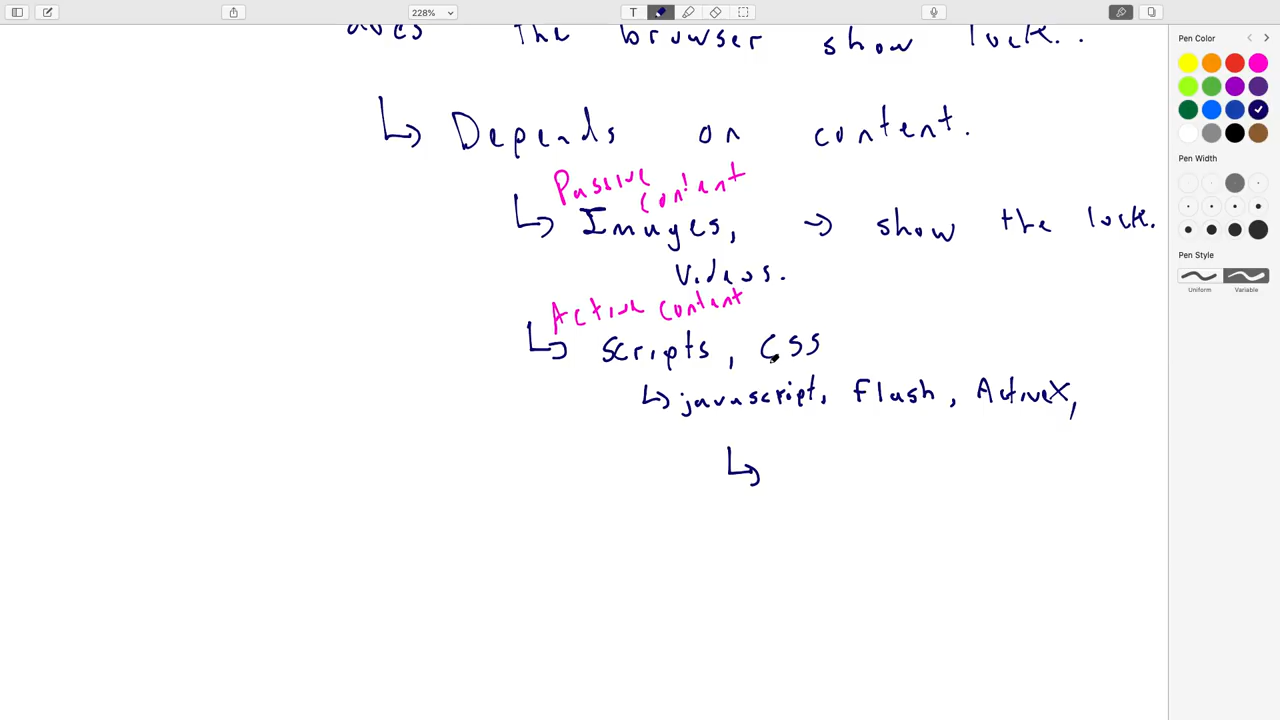 228%
T
does the browser show lock..
↳ Depends on content.
Passive content
↳ Images, → show the lock.
Videos.
Active content
↳ Scripts, CSS
↳ javascript, Flash, ActiveX,
↳
Pen Color
Pen Width
Pen Style
Uniform Variable